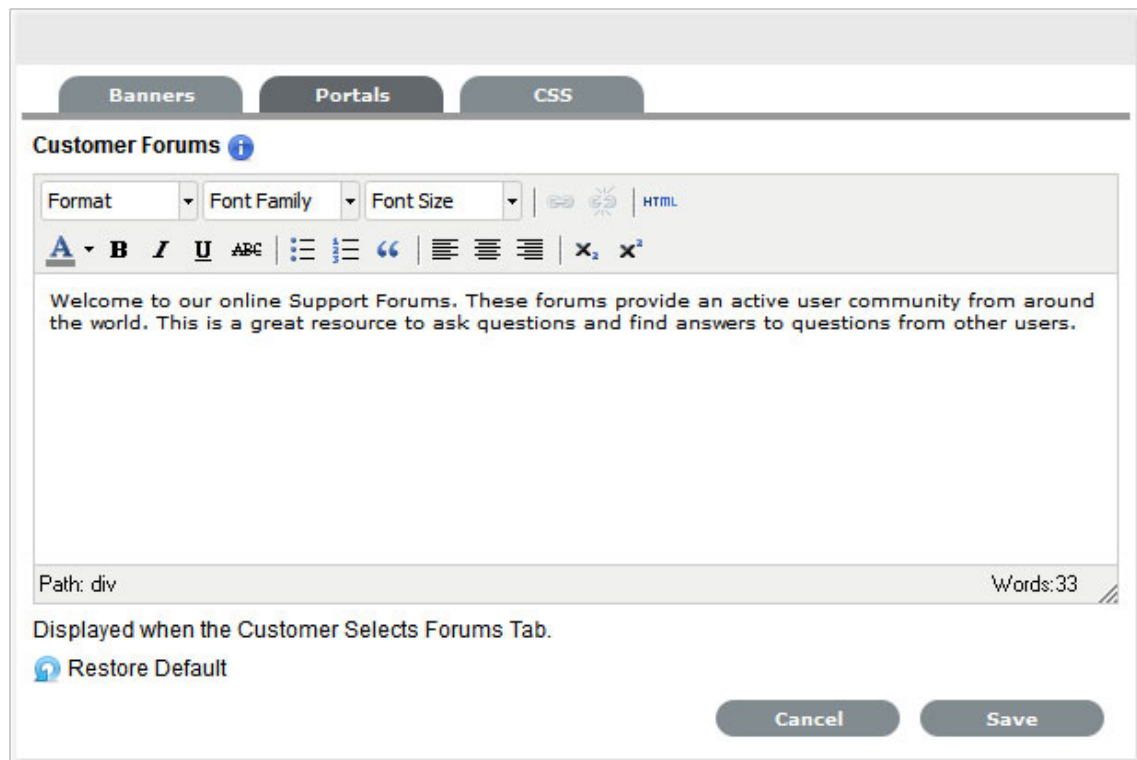 Banners Portals CSS
Customer Forums
Format Font Family Font Size HTML
A B I U ABC x₂ x²
Welcome to our online Support Forums. These forums provide an active user community from around
the world. This is a great resource to ask questions and find answers to questions from other users.
Path: div Words:33
Displayed when the Customer Selects Forums Tab.
Restore Default
Cancel Save